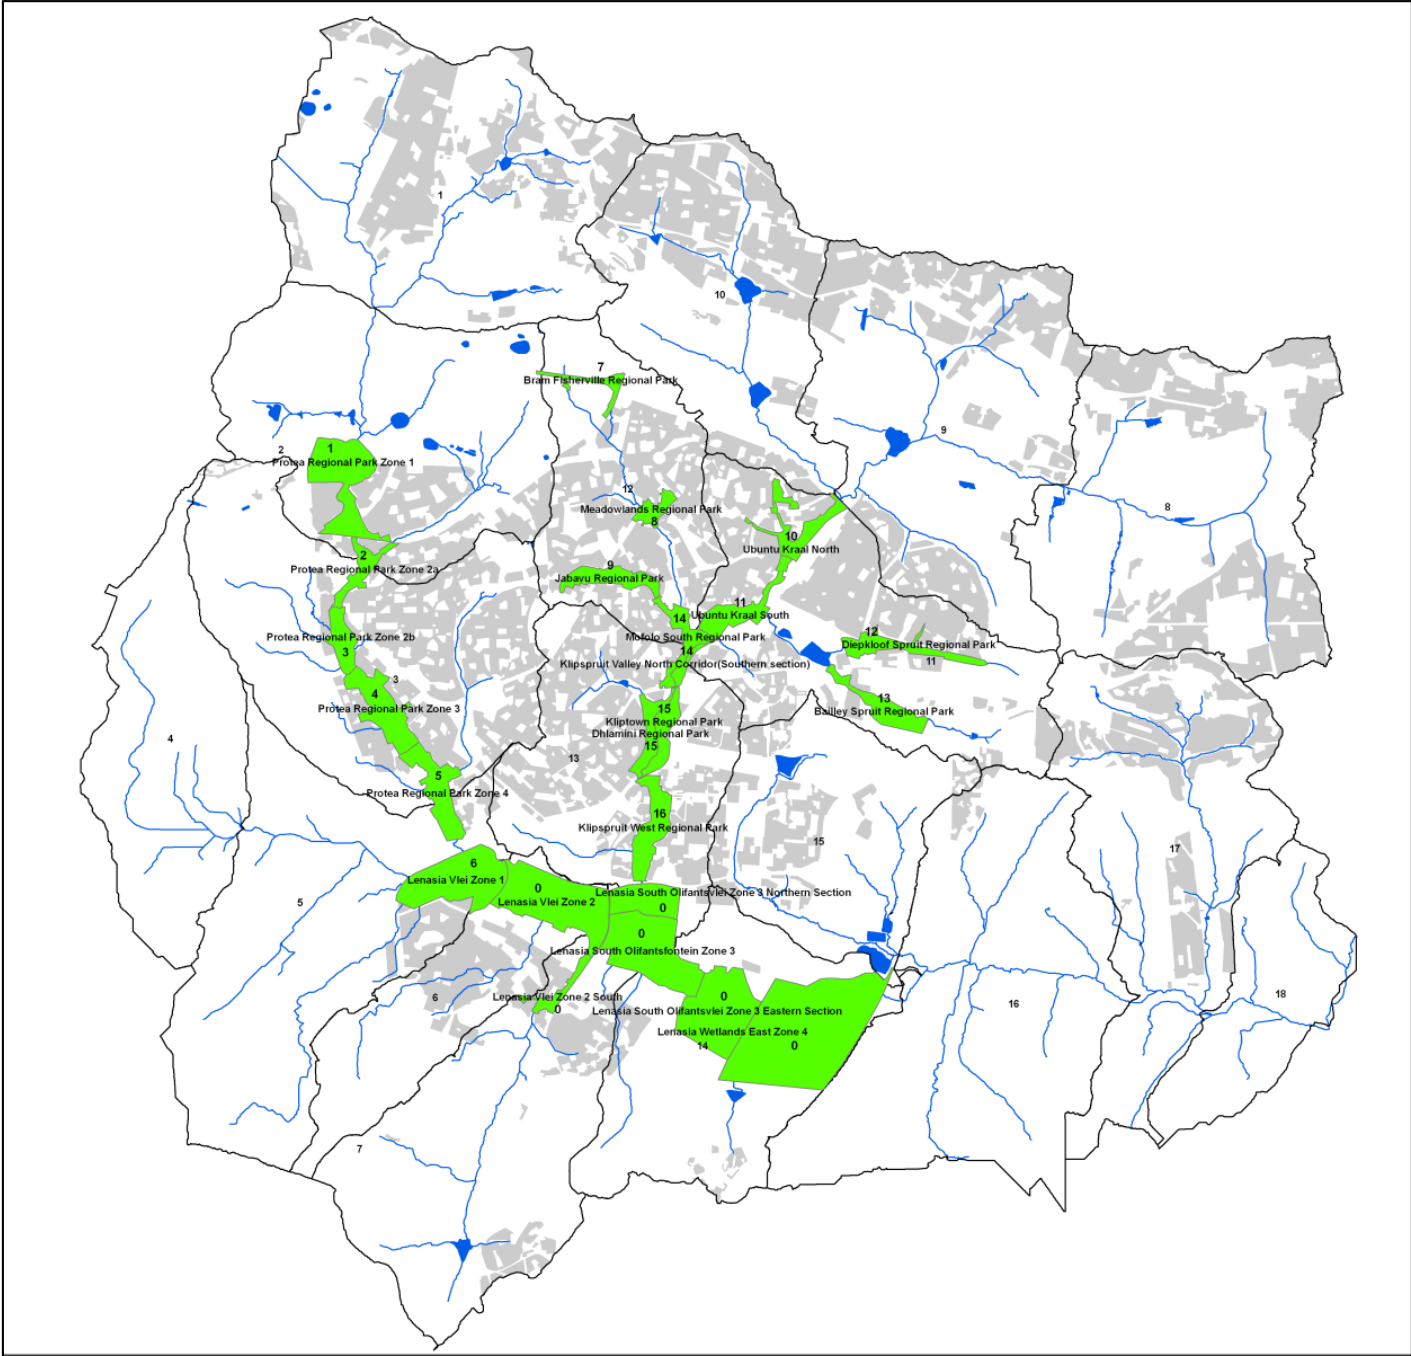 1
10
7
Bram Fisherville Regional Park
9
1
2
Protea Regional Park Zone 1
12
Meadowlands Regional Park
8
8
10
Ubuntu Kraal North
2
Protea Regional Park Zone 2a
9
Jabavu Regional Park
11
14
Ubuntu Kraal South
12
Protea Regional Park Zone 2b
Mofolo South Regional Park
Diepkloof Spruit Regional Park
3
14
11
Klipspruit Valley North Corridor(Southern section)
3
4
13
Protea Regional Park Zone 3
15
Bailley Spruit Regional Park
Kliptown Regional Park
Dhlamini Regional Park
4
15
13
5
Protea Regional Park Zone 4
16
Klipspruit West Regional Park
15
17
6
Lenasia Vlei Zone 1
0
Lenasia South Olifantsvlei Zone 3 Northern Section
5
Lenasia Vlei Zone 2
0
0
Lenasia South Olifantsfontein Zone 3
6
Lenasia Vlei Zone 2 South
0
0
18
16
Lenasia South Olifantsvlei Zone 3 Eastern Section
Lenasia Wetlands East Zone 4
14
0
7